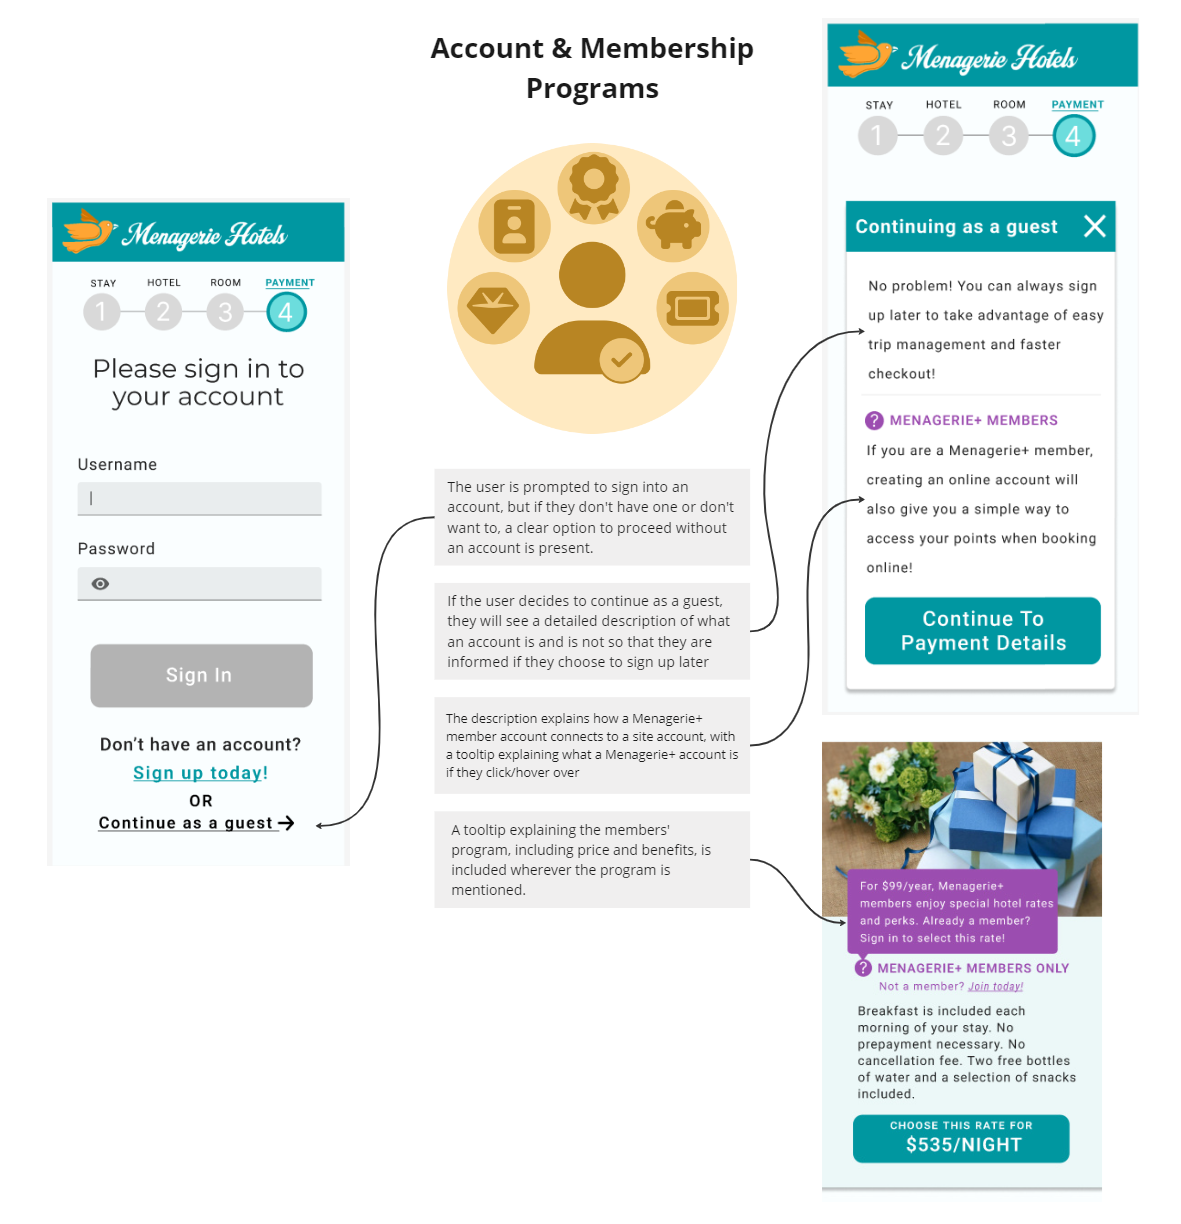 Account & Membership
Programs
Menagerie Hotels
STAY
HOTEL
ROOM
PAYMENT
1
2
3
4
Please sign in to
your account
Username
Password
Sign In
Don’t have an account?
Sign up today!
OR
Continue as a guest
The user is prompted to sign into an
account, but if they don't have one or don't
want to, a clear option to proceed without
an account is present.
If the user decides to continue as a guest,
they will see a detailed description of what
an account is and is not so that they are
informed if they choose to sign up later
The description explains how a Menagerie+
member account connects to a site account, with
a tooltip explaining what a Menagerie+ account is
if they click/hover over
A tooltip explaining the members'
program, including price and benefits, is
included wherever the program is
mentioned.
Menagerie Hotels
STAY
HOTEL
ROOM
PAYMENT
1
2
3
4
Continuing as a guest
No problem! You can always sign
up later to take advantage of easy
trip management and faster
checkout!
? MENAGERIE+ MEMBERS
If you are a Menagerie+ member,
creating an online account will
also give you a simple way to
access your points when booking
online!
Continue To
Payment Details
For $99/year, Menagerie+
members enjoy special hotel rates
and perks. Already a member?
Sign in to select this rate!
? MENAGERIE+ MEMBERS ONLY
Not a member? Join today!
Breakfast is included each
morning of your stay. No
prepayment necessary. No
cancellation fee. Two free bottles
of water and a selection of snacks
included.
CHOOSE THIS RATE FOR
$535/NIGHT